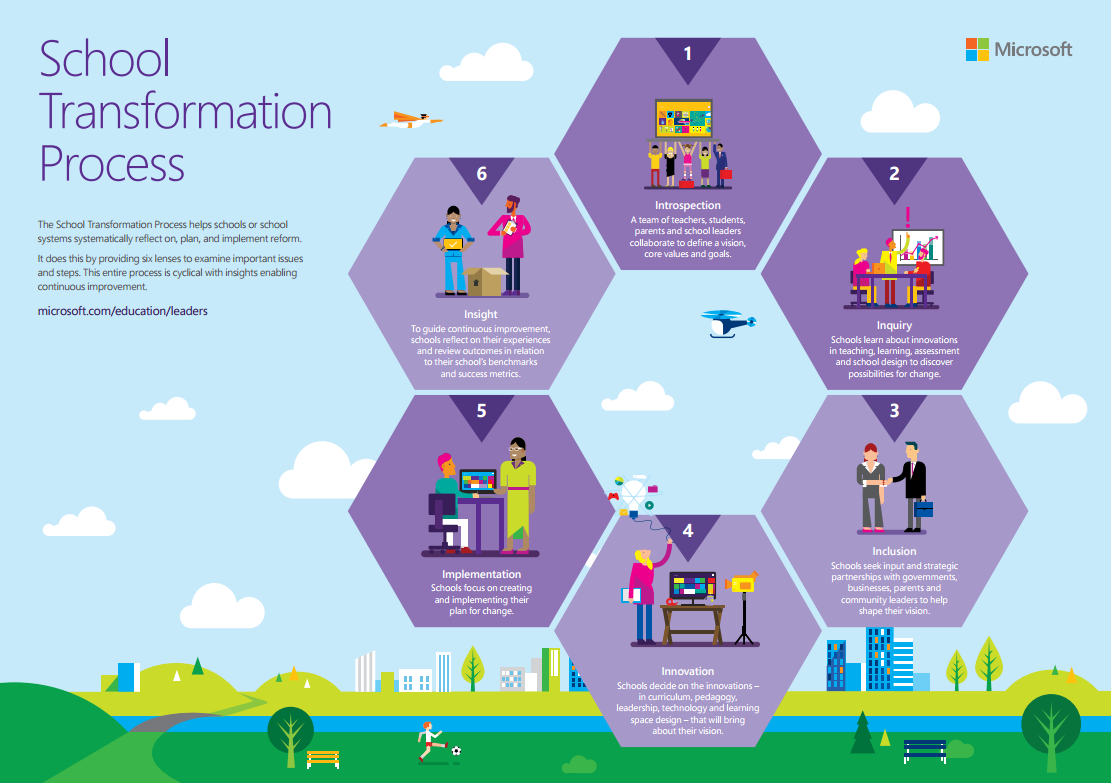 School
Transformation
Process
The School Transformation Process helps schools or school
systems systematically reflect on, plan, and implement reform.
It does this by providing six lenses to examine important issues
and steps. This entire process is cyclical with insights enabling
continuous improvement.
microsoft.com/education/leaders
Microsoft
1
Introspection
A team of teachers, students,
parents and school leaders
collaborate to define a vision,
core values and goals.
2
Inquiry
Schools learn about innovations
in teaching, learning, assessment
and school design to discover
possibilities for change.
3
Inclusion
Schools seek input and strategic
partnerships with governments,
businesses, parents and
community leaders to help
shape their vision.
4
Innovation
Schools decide on the innovations –
in curriculum, pedagogy,
leadership, technology and learning
space design – that will bring
about their vision.
5
Implementation
Schools focus on creating
and implementing their
plan for change.
6
Insight
To guide continuous improvement,
schools reflect on their experiences
and review outcomes in relation
to their school's benchmarks
and success metrics.